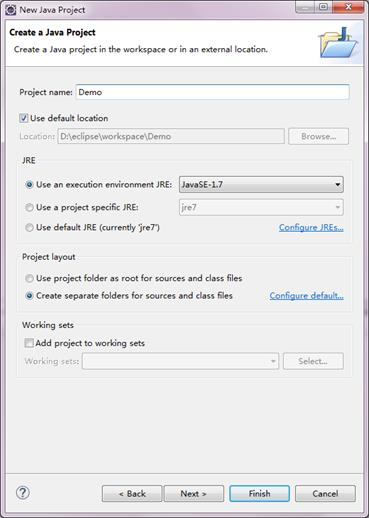 New Java Project
Create a Java Project
Create a Java project in the workspace or in an external location.
Project name: Demo
Use default location
Location: D:\eclipse\workspace\Demo Browse...
JRE
Use an execution environment JRE: JavaSE-1.7
Use a project specific JRE: jre7
Use default JRE (currently 'jre7') Configure JREs...
Project layout
Use project folder as root for sources and class files
Create separate folders for sources and class files Configure default...
Working sets
Add project to working sets
Working sets: Select...
? < Back Next > Finish Cancel